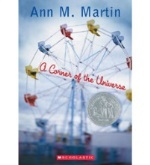 Ann M. Martin
A Corner of the Universe
SCHOLASTIC